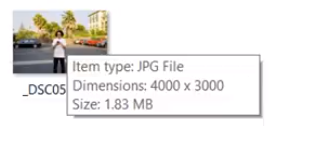 _DSC05
Item type: JPG File
Dimensions: 4000 x 3000
Size: 1.83 MB